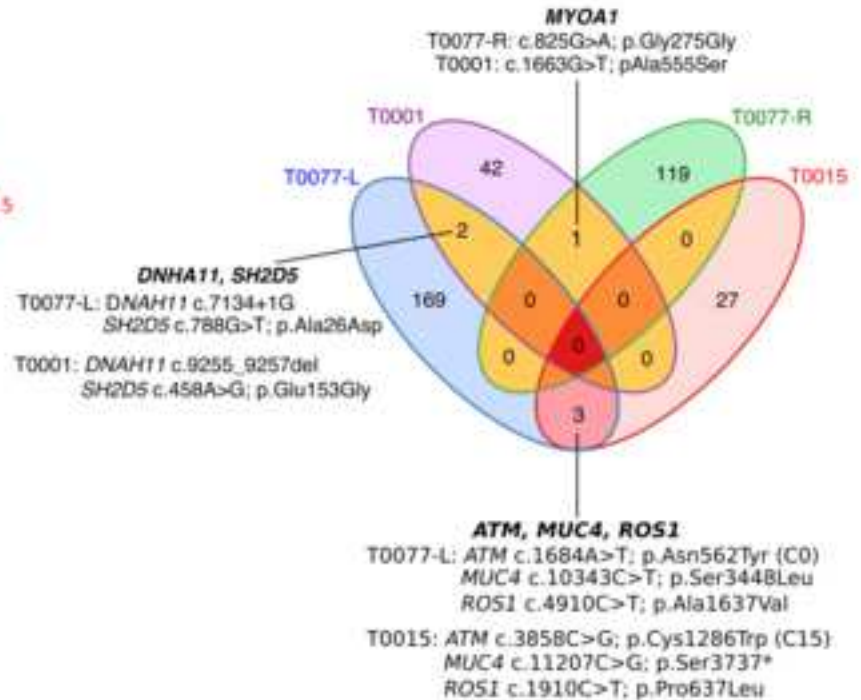 MYOA1
T0077-R: c.825G>A; p.Gly275Gly
T0001: c.1663G>T; pAla555Ser
T0001
T0077-R
T0077-L
T0015
5
42
119
2
1
0
169
0
0
27
0
0
0
3
DNHA11, SH2D5
T0077-L: DNAH11 c.7134+1G
SH2D5 c.788G>T; p.Ala26Asp
T0001: DNAH11 c.9255_9257del
SH2D5 c.458A>G; p.Glu153Gly
ATM, MUC4, ROS1
T0077-L: ATM c.1684A>T; p.Asn562Tyr (C0)
MUC4 c.10343C>T; p.Ser3448Leu
ROS1 c.4910C>T; p.Ala1637Val
T0015: ATM c.3858C>G; p.Cys1286Trp (C15)
MUC4 c.11207C>G; p.Ser3737*
ROS1 c.1910C>T; p.Pro637Leu